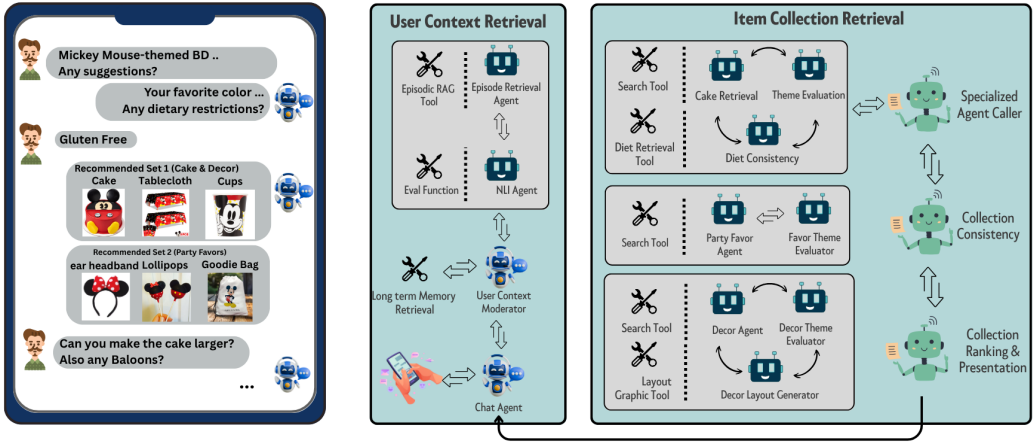 Mickey Mouse-themed BD ..
Any suggestions?
Your favorite color ...
Any dietary restrictions?
Gluten Free
Recommended Set 1 (Cake & Decor)
Cake
Tablecloth
Cups
Recommended Set 2 (Party Favors)
ear headband
Lollipops
Goodie Bag
Can you make the cake larger?
Also any Baloons?
...
User Context Retrieval
Episodic RAG
Tool
Episode Retrieval
Agent
Eval Function
NLI Agent
Long term Memory
Retrieval
User Context
Moderator
Chat Agent
Item Collection Retrieval
Search Tool
Cake Retrieval
Theme Evaluation
Diet Retrieval
Tool
Diet Consistency
Specialized
Agent Caller
Search Tool
Party Favor
Agent
Favor Theme
Evaluator
Collection
Consistency
Search Tool
Decor Agent
Decor Theme
Evaluator
Layout
Graphic Tool
Decor Layout Generator
Collection
Ranking &
Presentation